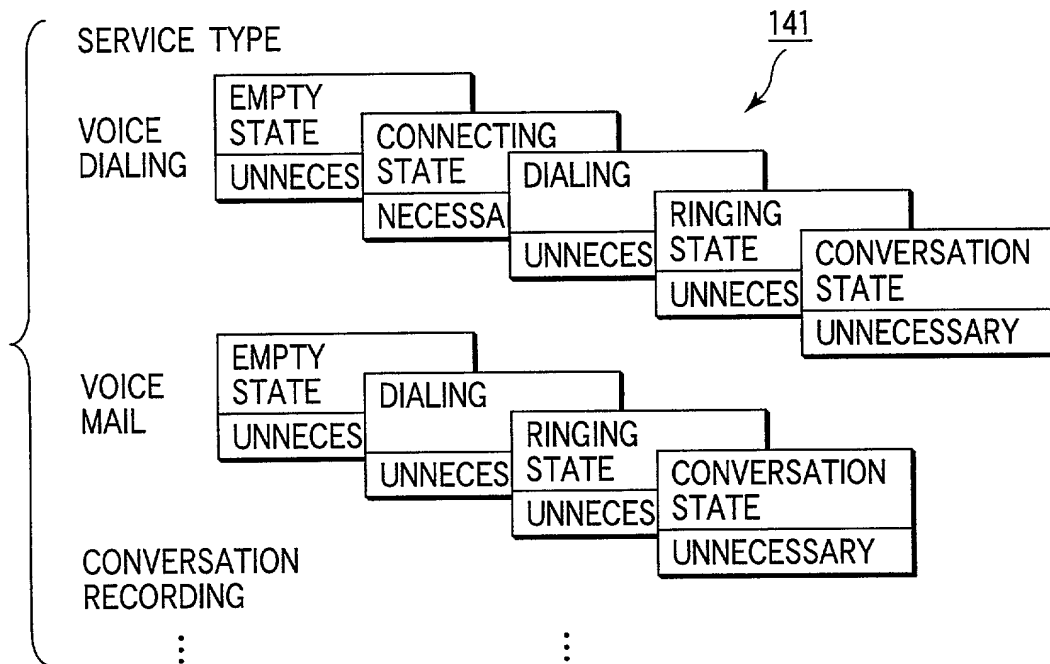 141
SERVICE TYPE
VOICE
DIALING
EMPTY
STATE
UNNECES
CONNECTING
STATE
NECESSA
DIALING
UNNECES
RINGING
STATE
UNNECES
CONVERSATION
STATE
UNNECESSARY
VOICE
MAIL
EMPTY
STATE
UNNECES
DIALING
UNNECES
RINGING
STATE
UNNECES
CONVERSATION
STATE
UNNECESSARY
CONVERSATION
RECORDING